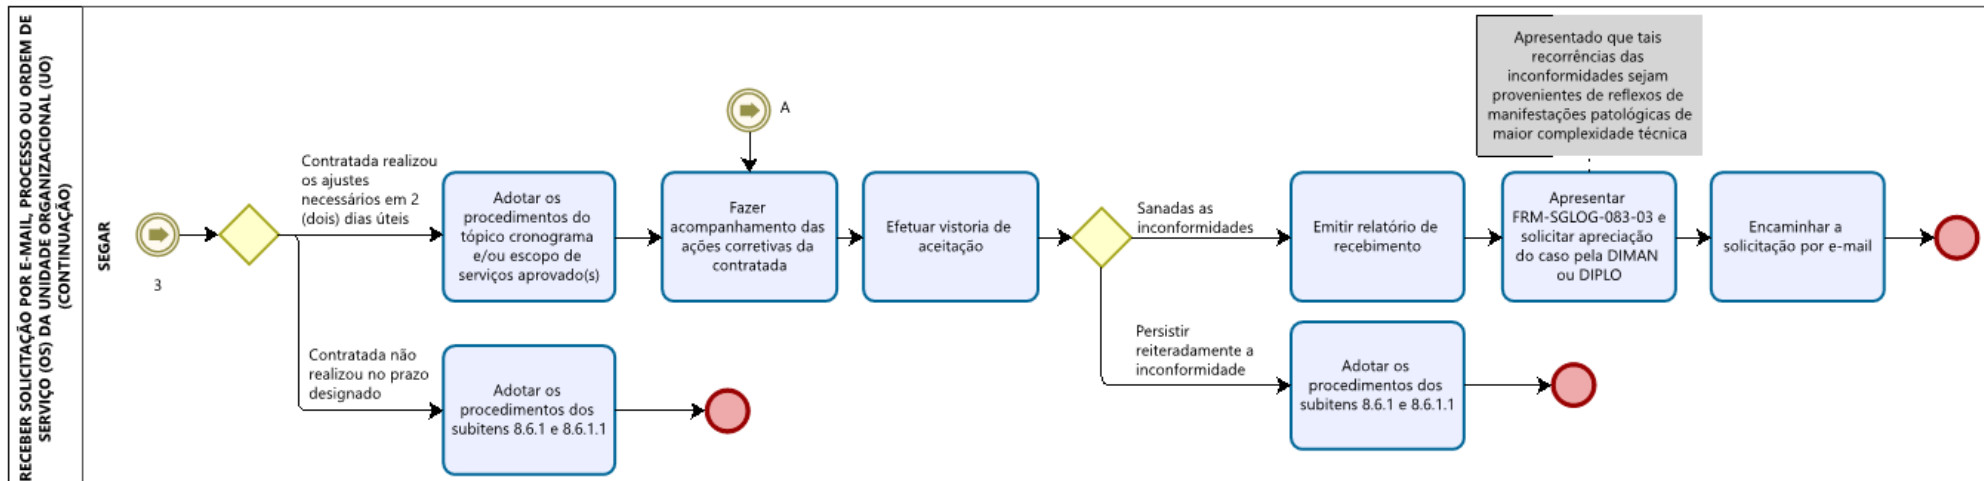 RECEBER SOLICITAÇÃO POR E-MAIL, PROCESSO OU ORDEM DE
SERVIÇO (OS) DA UNIDADE ORGANIZACIONAL (UO)
(CONTINUAÇÃO)
SEGAR
3
Contratada realizou
os ajustes
necessários em 2
(dois) dias úteis
Adotar os
procedimentos do
tópico cronograma
e/ou escopo de
serviços aprovado(s)
A
Fazer
acompanhamento das
ações corretivas da
contratada
Efetuar vistoria de
aceitação
Sanadas as
inconformidades
Emitir relatório de
recebimento
Apresentado que tais
recorrências das
inconformidades sejam
provenientes de reflexos de
manifestações patológicas de
maior complexidade técnica
Apresentar
FRM-SGLOG-083-03 e
solicitar apreciação
do caso pela DIMAN
ou DIPLO
Encaminhar a
solicitação por e-mail
Contratada não
realizou no prazo
designado
Adotar os
procedimentos dos
subitens 8.6.1 e 8.6.1.1
Persistir
reiteradamente a
inconformidade
Adotar os
procedimentos dos
subitens 8.6.1 e 8.6.1.1